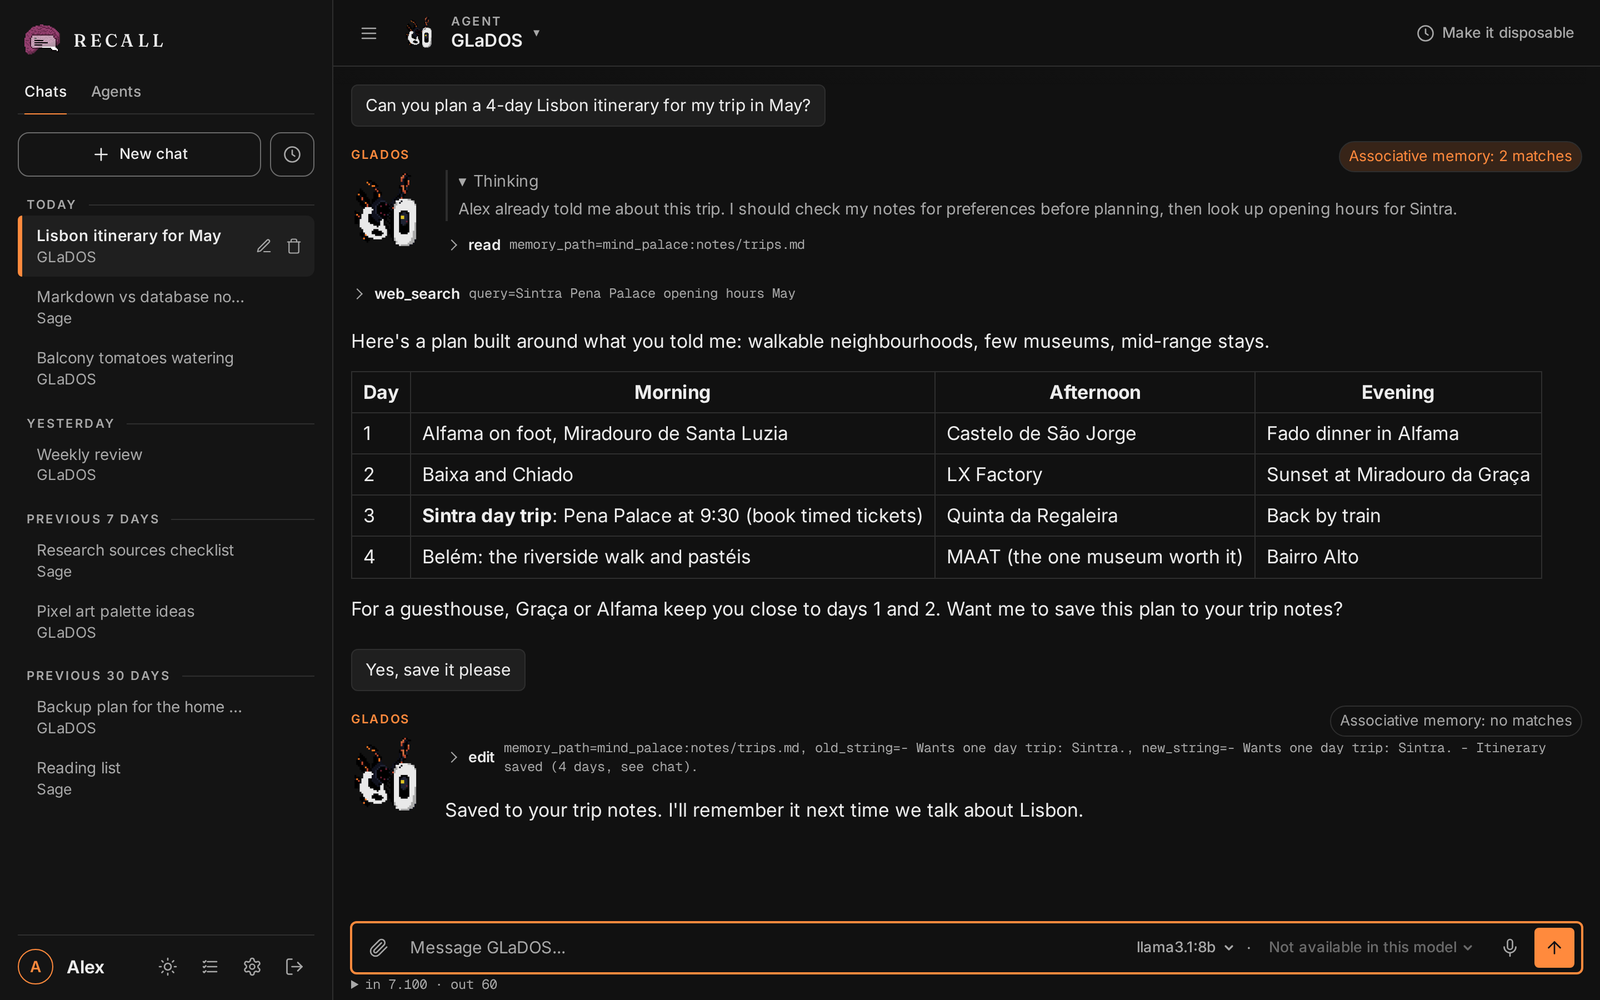 RECALL
Chats
Agents
New chat
TODAY
Lisbon itinerary for May
GLaDOS
Markdown vs database no...
Sage
Balcony tomatoes watering
GLaDOS
YESTERDAY
Weekly review
GLaDOS
PREVIOUS 7 DAYS
Research sources checklist
Sage
Pixel art palette ideas
GLaDOS
PREVIOUS 30 DAYS
Backup plan for the home ...
GLaDOS
Reading list
Sage
A
Alex
AGENT
GLaDOS
Make it disposable
Can you plan a 4-day Lisbon itinerary for my trip in May?
GLADOS
Associative memory: 2 matches
Thinking
Alex already told me about this trip. I should check my notes for preferences before planning, then look up opening hours for Sintra.
read memory_path=mind_palace:notes/trips.md
web_search query=Sintra Pena Palace opening hours May
Here's a plan built around what you told me: walkable neighbourhoods, few museums, mid-range stays.
Day Morning Afternoon Evening
1 Alfama on foot, Miradouro de Santa Luzia Castelo de São Jorge Fado dinner in Alfama
2 Baixa and Chiado LX Factory Sunset at Miradouro da Graça
3 Sintra day trip: Pena Palace at 9:30 (book timed tickets) Quinta da Regaleira Back by train
4 Belém: the riverside walk and pastéis MAAT (the one museum worth it) Bairro Alto
For a guesthouse, Graça or Alfama keep you close to days 1 and 2. Want me to save this plan to your trip notes?
Yes, save it please
GLADOS
Associative memory: no matches
edit memory_path=mind_palace:notes/trips.md, old_string=- Wants one day trip: Sintra., new_string=- Wants one day trip: Sintra. - Itinerary
saved (4 days, see chat).
Saved to your trip notes. I'll remember it next time we talk about Lisbon.
Message GLaDOS...
llama3.1:8b · Not available in this model
in 7.100 · out 60